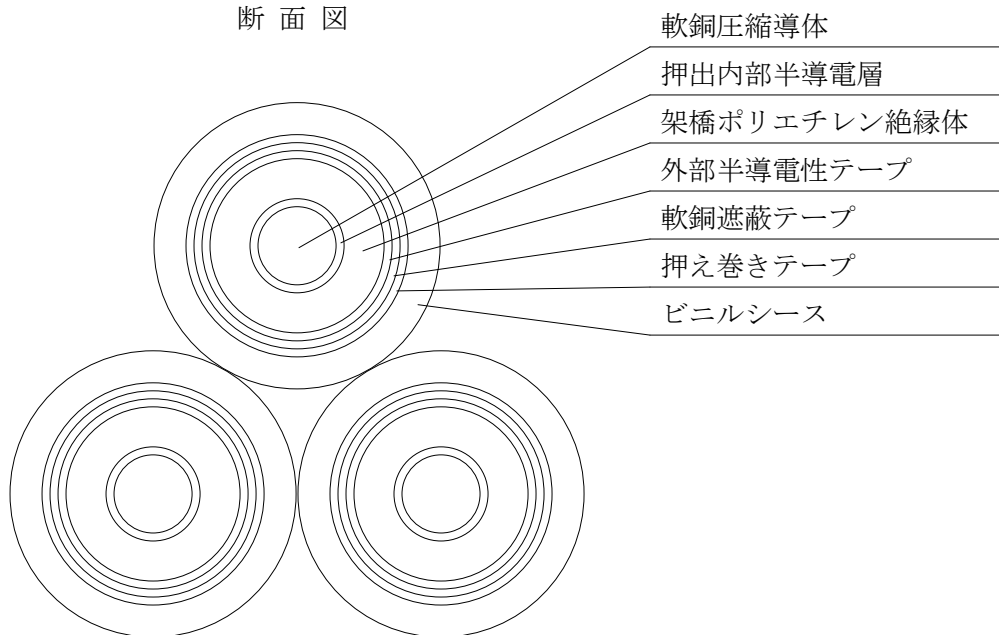 断面図
軟銅圧縮導体
押出内部半導電層
架橋ポリエチレン絶縁体
外部半導電性テープ
軟銅遮蔽テープ
押え巻きテープ
ビニルシース